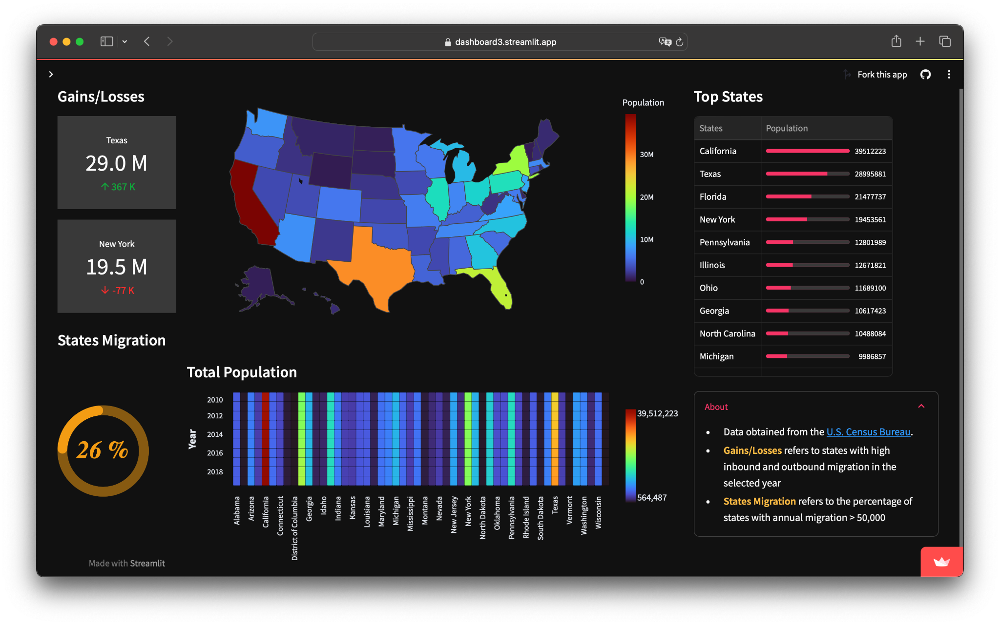 dashboard3.streamlit.app
Fork this app
Gains/Losses
Texas
29.0 M
367 K
New York
19.5 M
-77 K
States Migration
26 %
Made with Streamlit
Population
30M
20M
10M
0
Total Population
Year
2010
2012
2014
2016
2018
Alabama
Arizona
California
Connecticut
District of Columbia
Georgia
Idaho
Indiana
Kansas
Louisiana
Maryland
Michigan
Mississippi
Montana
Nevada
New Jersey
New York
North Dakota
Oklahoma
Pennsylvania
Rhode Island
South Dakota
Texas
Vermont
Washington
Wisconsin
39,512,223
564,487
Top States
States Population
California 39512223
Texas 28995881
Florida 21477737
New York 19453561
Pennsylvania 12801989
Illinois 12671821
Ohio 11689100
Georgia 10617423
North Carolina 10488084
Michigan 9986857
About
Data obtained from the U.S. Census Bureau.
Gains/Losses refers to states with high
inbound and outbound migration in the
selected year
States Migration refers to the percentage of
states with annual migration > 50,000